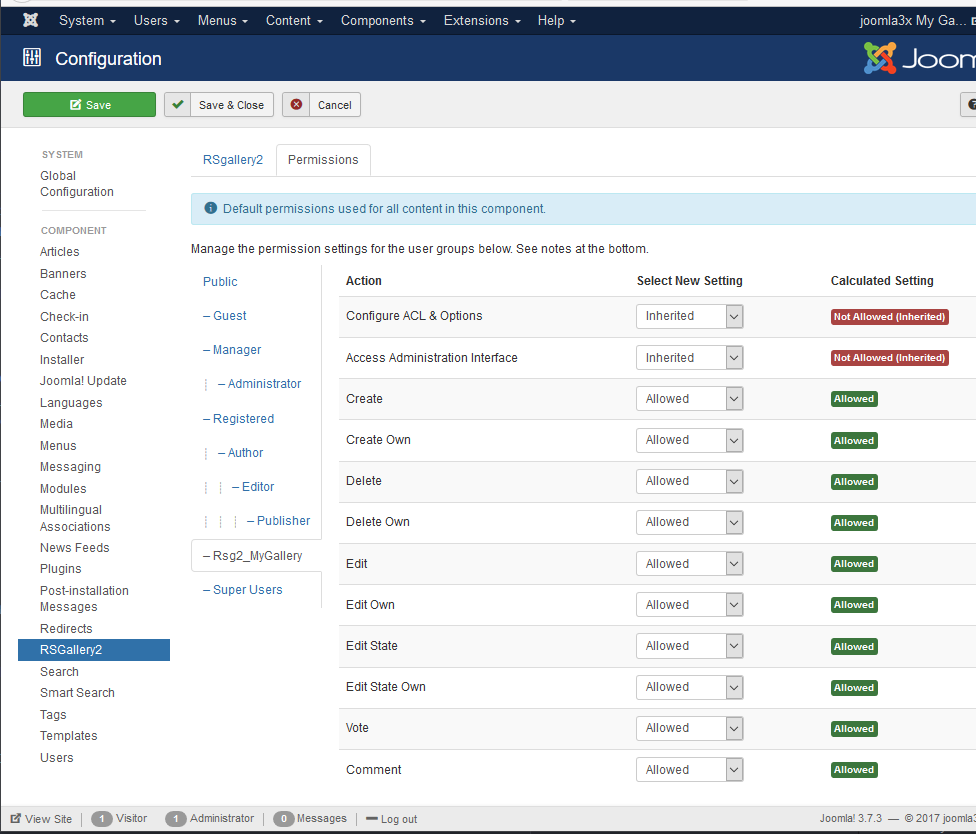 System Users Menus Content Components Extensions Help joomla3x My Ga...
Configuration
Save Save & Close Cancel
SYSTEM
Global
Configuration
COMPONENT
Articles
Banners
Cache
Check-in
Contacts
Installer
Joomla! Update
Languages
Media
Menus
Messaging
Modules
Multilingual
Associations
News Feeds
Plugins
Post-installation
Messages
Redirects
RSGallery2
Search
Smart Search
Tags
Templates
Users
RSgallery2 Permissions
Default permissions used for all content in this component.
Manage the permission settings for the user groups below. See notes at the bottom.
Public
– Guest
– Manager
– Administrator
– Registered
– Author
– Editor
– Publisher
– Rsg2_MyGallery
– Super Users
Action Select New Setting Calculated Setting
Configure ACL & Options Inherited Not Allowed (Inherited)
Access Administration Interface Inherited Not Allowed (Inherited)
Create Allowed Allowed
Create Own Allowed Allowed
Delete Allowed Allowed
Delete Own Allowed Allowed
Edit Allowed Allowed
Edit Own Allowed Allowed
Edit State Allowed Allowed
Edit State Own Allowed Allowed
Vote Allowed Allowed
Comment Allowed Allowed
View Site 1 Visitor 1 Administrator 0 Messages Log out Joomla! 3.7.3 — © 2017 joomla3